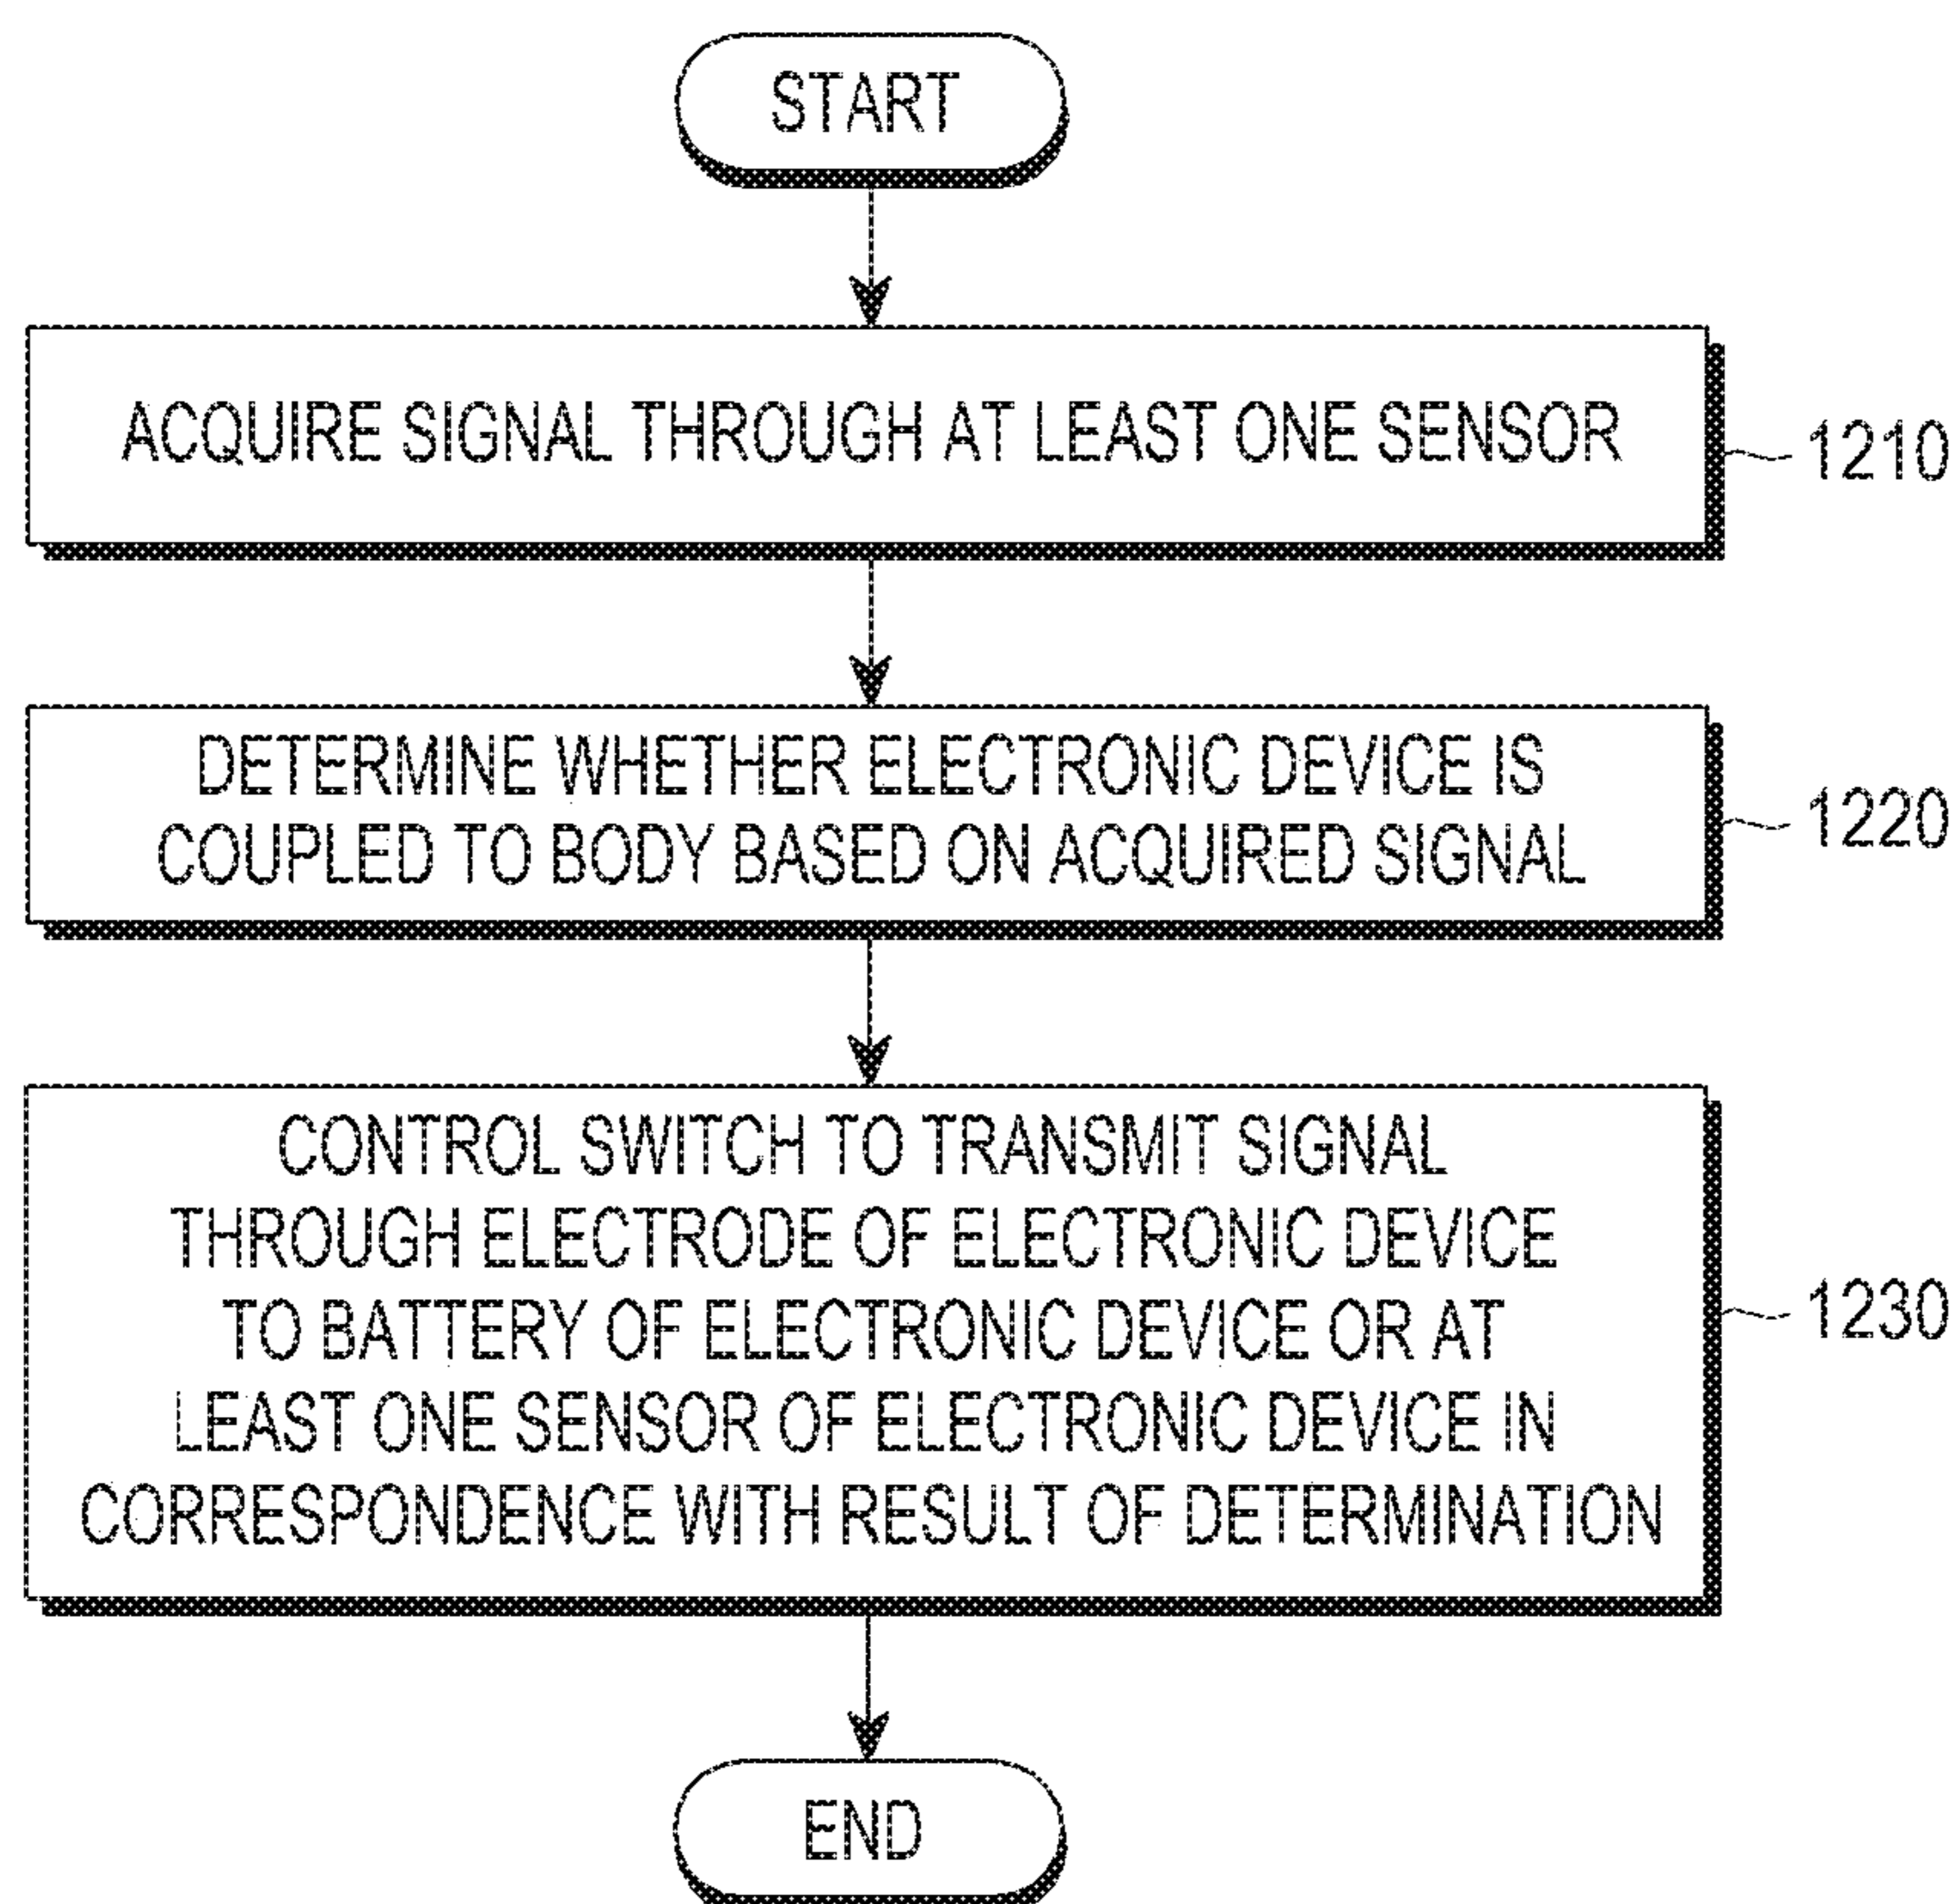 START
ACQUIRE SIGNAL THROUGH AT LEAST ONE SENSOR
1210
DETERMINE WHETHER ELECTRONIC DEVICE IS
COUPLED TO BODY BASED ON ACQUIRED SIGNAL
1220
CONTROL SWITCH TO TRANSMIT SIGNAL
THROUGH ELECTRODE OF ELECTRONIC DEVICE
TO BATTERY OF ELECTRONIC DEVICE OR AT
LEAST ONE SENSOR OF ELECTRONIC DEVICE IN
CORRESPONDENCE WITH RESULT OF DETERMINATION
1230
END